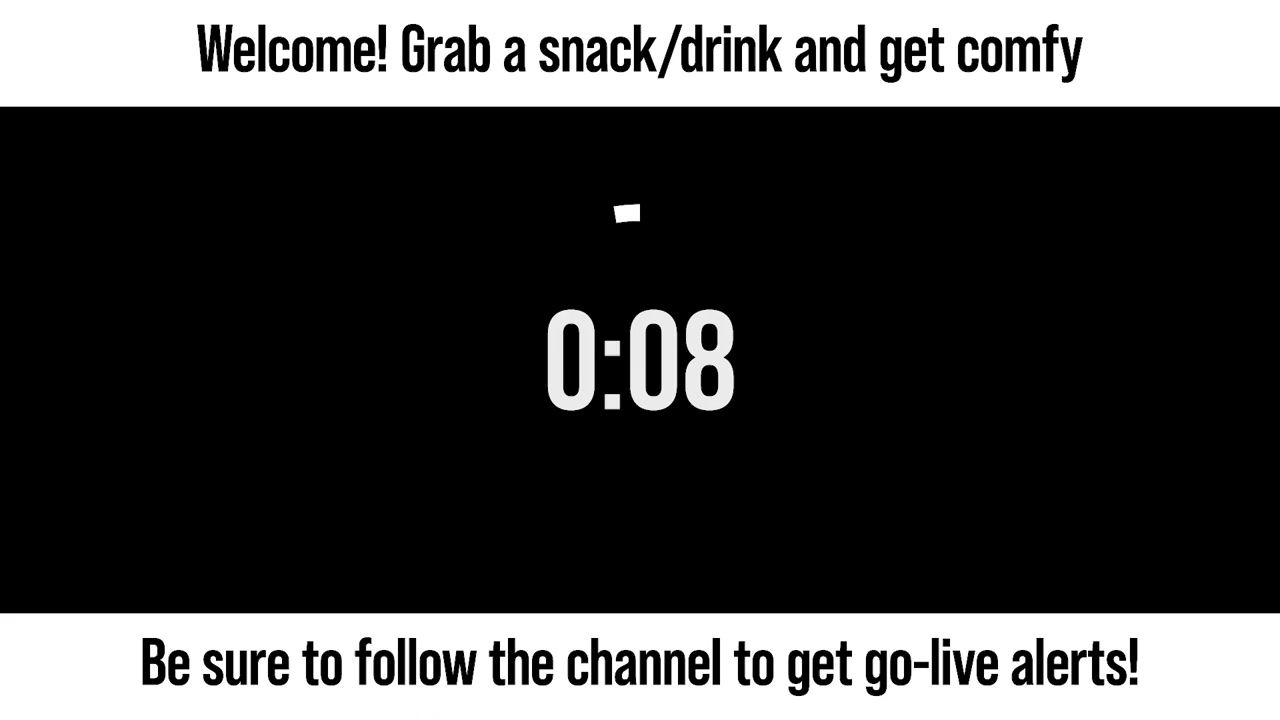 Welcome! Grab a snack/drink and get comfy
0:08
Be sure to follow the channel to get go-live alerts!